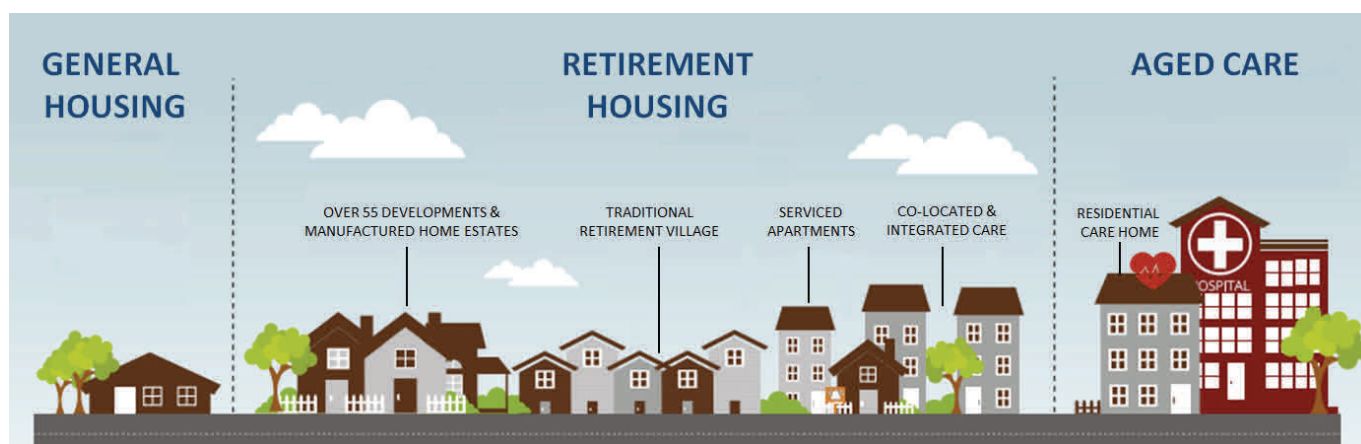 GENERAL
HOUSING
RETIREMENT
HOUSING
AGED CARE
OVER 55 DEVELOPMENTS &
MANUFACTURED HOME ESTATES
TRADITIONAL
RETIREMENT VILLAGE
SERVICED
APARTMENTS
CO-LOCATED &
INTEGRATED CARE
RESIDENTIAL
CARE HOME
OSPITAL